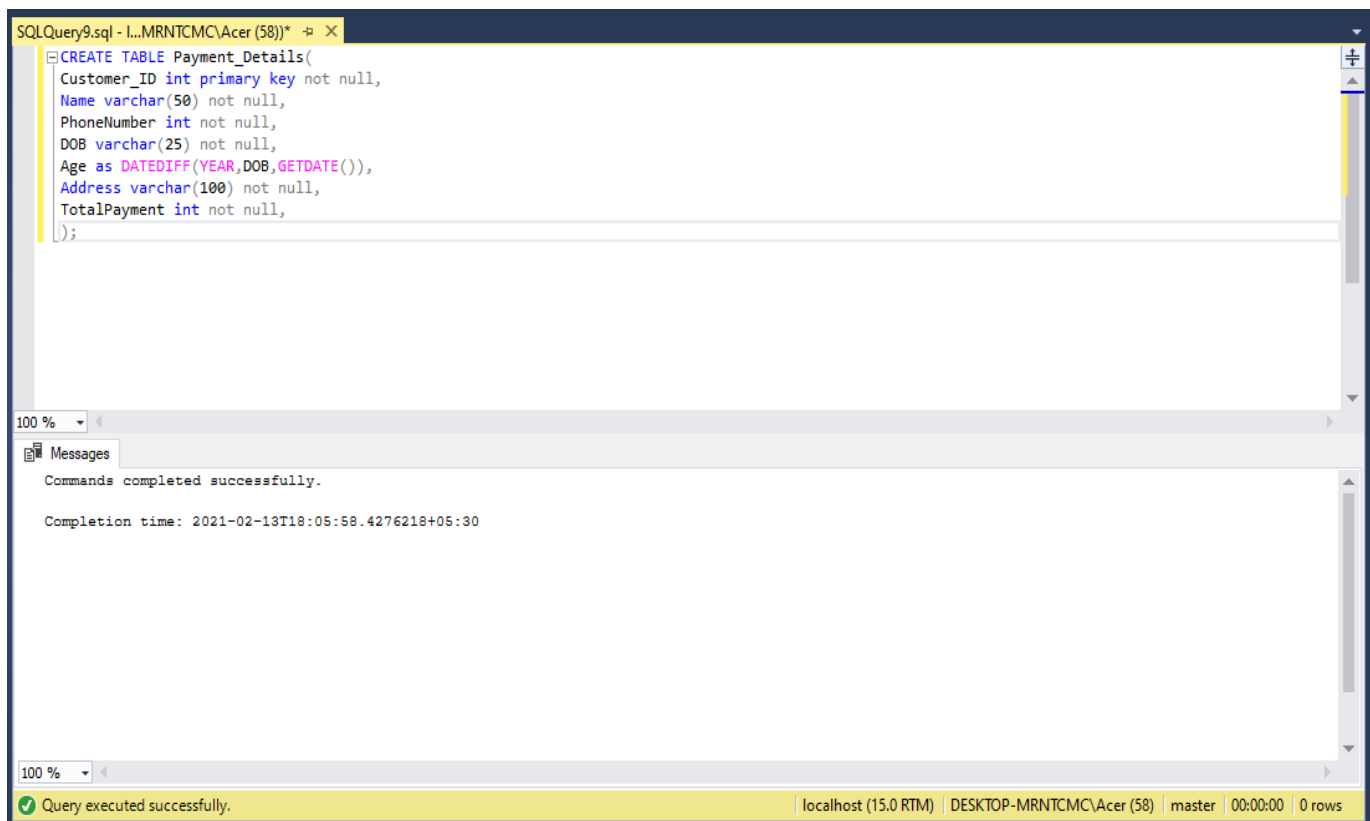 SQLQuery9.sql - l...MRNTCMC\Acer (58))*
CREATE TABLE Payment_Details(
Customer_ID int primary key not null,
Name varchar(50) not null,
PhoneNumber int not null,
DOB varchar(25) not null,
Age as DATEDIFF(YEAR,DOB,GETDATE()),
Address varchar(100) not null,
TotalPayment int not null,
);
100 %
Messages
Commands completed successfully.
Completion time: 2021-02-13T18:05:58.4276218+05:30
100 %
Query executed successfully. localhost (15.0 RTM) DESKTOP-MRNTCMC\Acer (58) master 00:00:00 0 rows